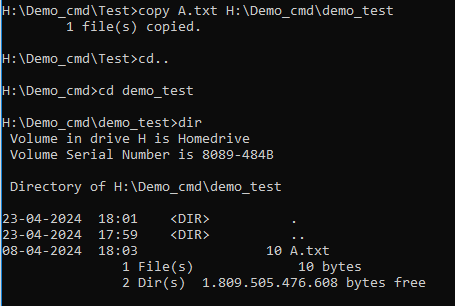 H:\Demo_cmd\Test>copy A.txt H:\Demo_cmd\demo_test
        1 file(s) copied.
H:\Demo_cmd\Test>cd..
H:\Demo_cmd>cd demo_test
H:\Demo_cmd\demo_test>dir
 Volume in drive H is Homedrive
 Volume Serial Number is 8089-484B
 Directory of H:\Demo_cmd\demo_test
23-04-2024  18:01    <DIR>          .
23-04-2024  17:59    <DIR>          ..
08-04-2024  18:03                10 A.txt
               1 File(s)             10 bytes
               2 Dir(s)  1.809.505.476.608 bytes free